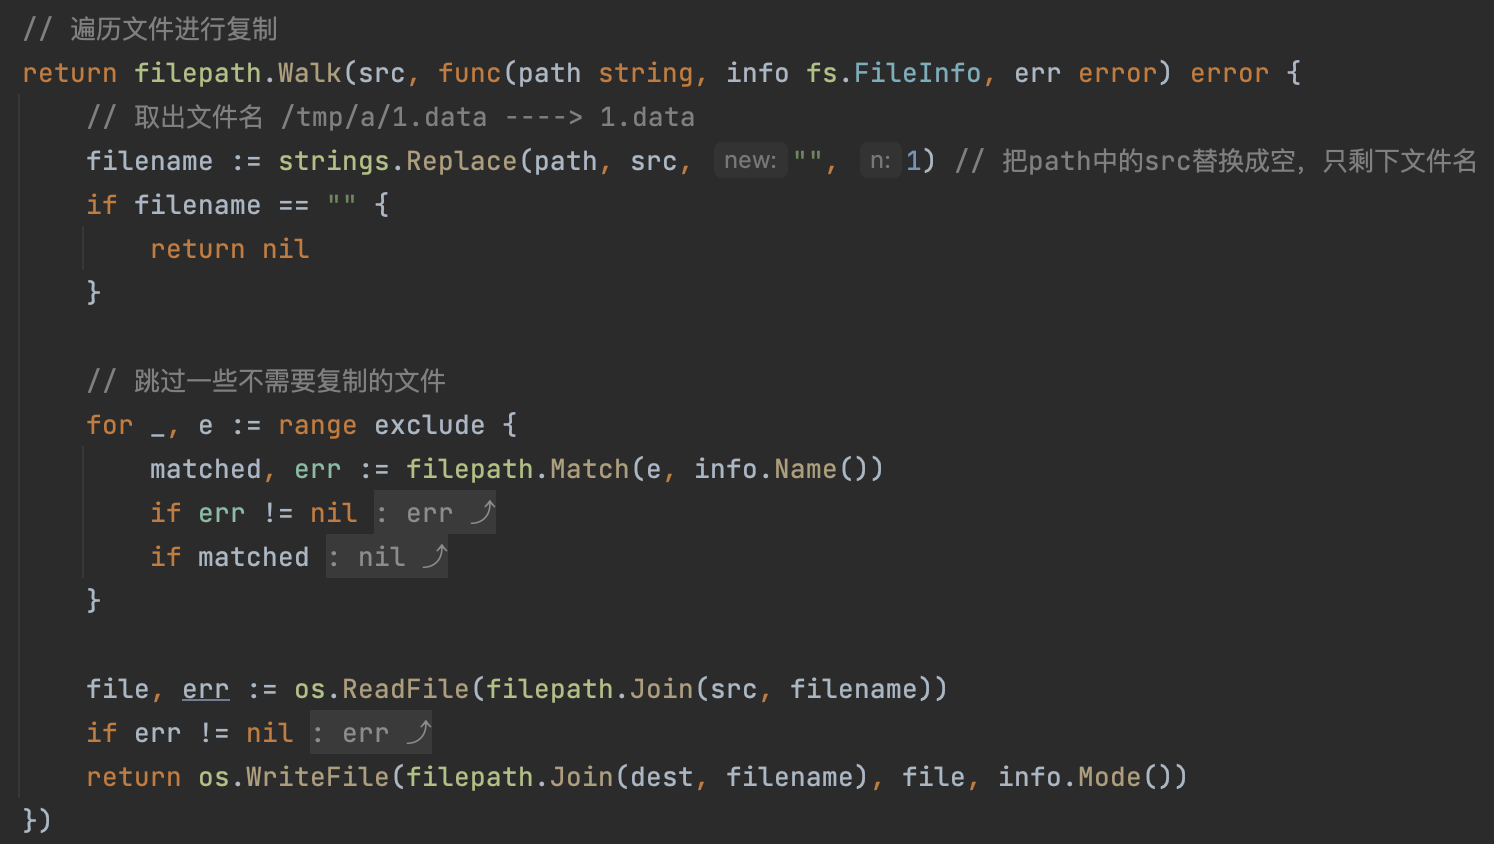 // 遍历文件进行复制
return filepath.Walk(src, func(path string, info fs.FileInfo, err error) error {
// 取出文件名 /tmp/a/1.data ----> 1.data
filename := strings.Replace(path, src, new: "", n: 1) // 把path中的src替换成空，只剩下文件名
if filename == "" {
return nil
}
// 跳过一些不需要复制的文件
for _, e := range exclude {
matched, err := filepath.Match(e, info.Name())
if err != nil : err ⤴
if matched : nil ⤴
}
file, err := os.ReadFile(filepath.Join(src, filename))
if err != nil : err ⤴
return os.WriteFile(filepath.Join(dest, filename), file, info.Mode())
})